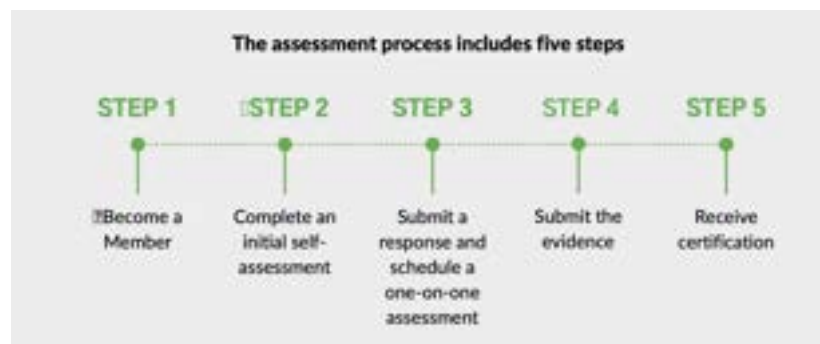 The assessment process includes five steps
STEP 1
STEP 2
STEP 3
STEP 4
STEP 5
Become a
Member
Complete an
initial self-
assessment
Submit a
response and
schedule a
one-on-one
assessment
Submit the
evidence
Receive
certification